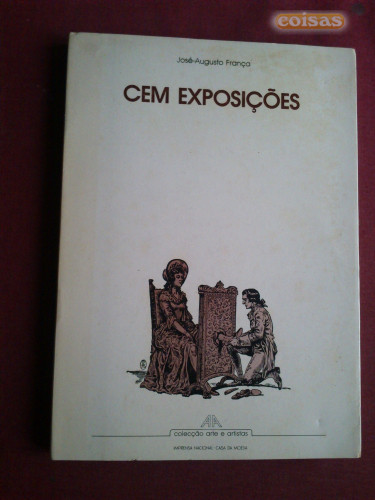 coisas
José-Augusto França
CEM EXPOSIÇÕES
colecção arte e artistas
IMPRENSA NACIONAL · CASA DA MOEDA